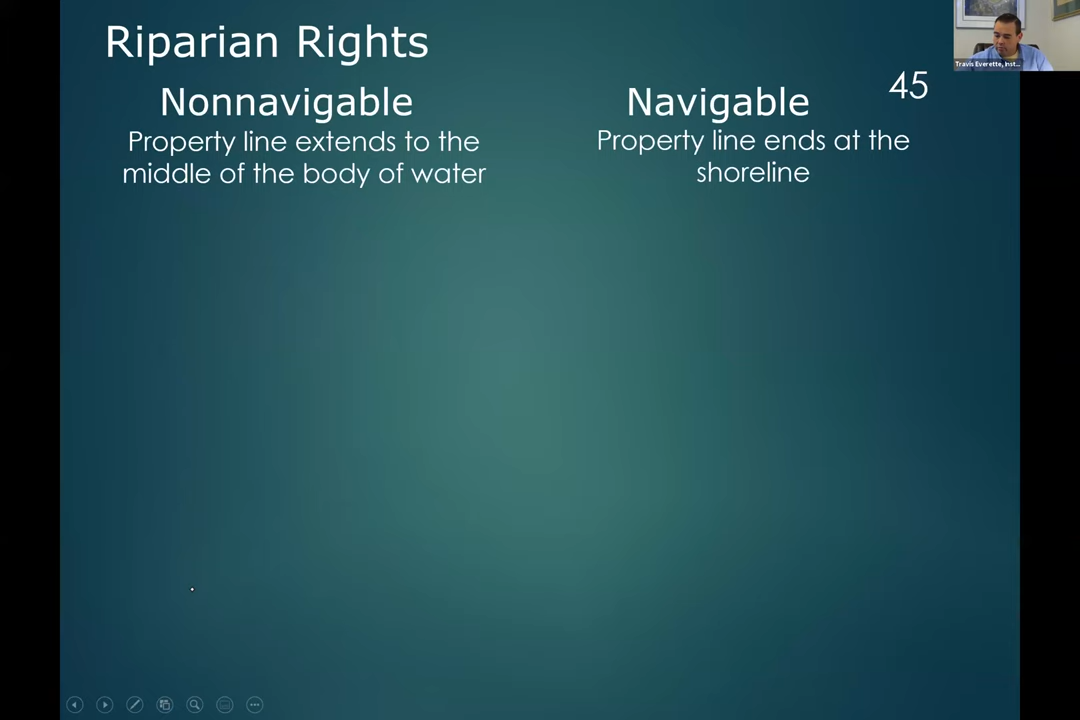 Riparian Rights
45
Nonnavigable
Property line extends to the
middle of the body of water
Navigable
Property line ends at the
shoreline
Travis Everette, Inst...